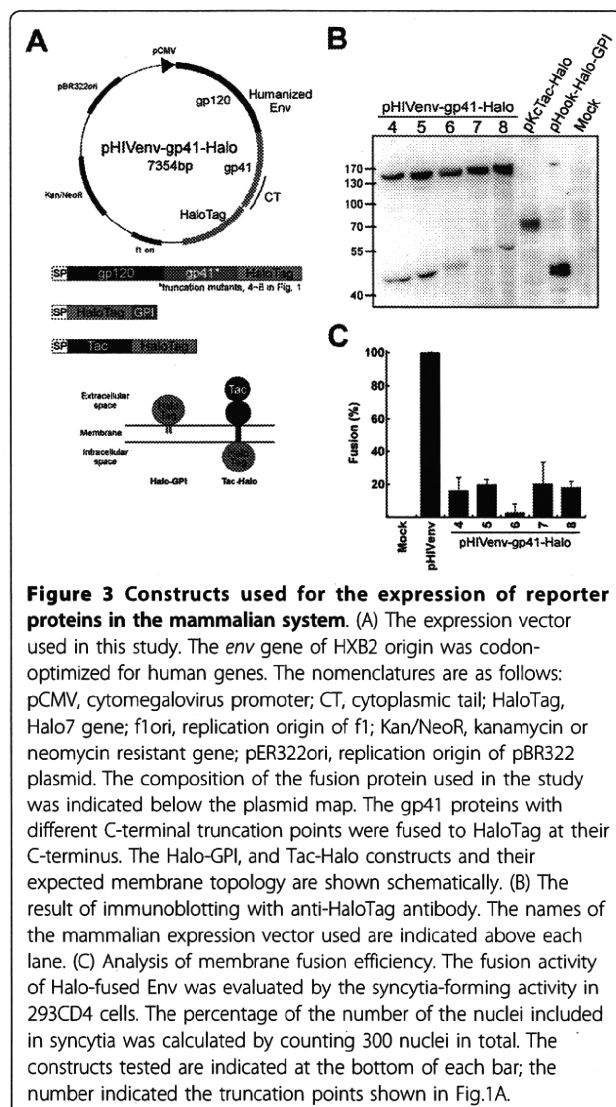 A
pCMV
pBR322ori
gp120
Humanized
Env
pHIVenv-gp41-Halo
7354bp
gp41
CT
Kan/NeoR
HaloTag
f1 ori
SP gp120 gp41* HaloTag
*truncation mutants, 4~8 in Fig. 1
SP HaloTag GPI
SP Tac HaloTag
Extracellular
space
Membrane
Intracellular
space
Halo
Tag
Tac
Halo
Tag
Halo-GPI
Tac-Halo
B
pHIVenv-gp41-Halo
4 5 6 7 8
pKcTac-Halo
pHook-Halo-GPI
Mock
170
130
100
70
55
40
C
Fusion (%)
100
80
60
40
20
Mock
pHIVenv
4
5
6
7
8
pHIVenv-gp41-Halo
Figure 3 Constructs used for the expression of reporter
proteins in the mammalian system. (A) The expression vector
used in this study. The env gene of HXB2 origin was codon-
optimized for human genes. The nomenclatures are as follows:
pCMV, cytomegalovirus promoter; CT, cytoplasmic tail; HaloTag,
Halo7 gene; f1ori, replication origin of f1; Kan/NeoR, kanamycin or
neomycin resistant gene; pER322ori, replication origin of pBR322
plasmid. The composition of the fusion protein used in the study
was indicated below the plasmid map. The gp41 proteins with
different C-terminal truncation points were fused to HaloTag at their
C-terminus. The Halo-GPI, and Tac-Halo constructs and their
expected membrane topology are shown schematically. (B) The
result of immunoblotting with anti-HaloTag antibody. The names of
the mammalian expression vector used are indicated above each
lane. (C) Analysis of membrane fusion efficiency. The fusion activity
of Halo-fused Env was evaluated by the syncytia-forming activity in
293CD4 cells. The percentage of the number of the nuclei included
in syncytia was calculated by counting 300 nuclei in total. The
constructs tested are indicated at the bottom of each bar; the
number indicated the truncation points shown in Fig.1A.